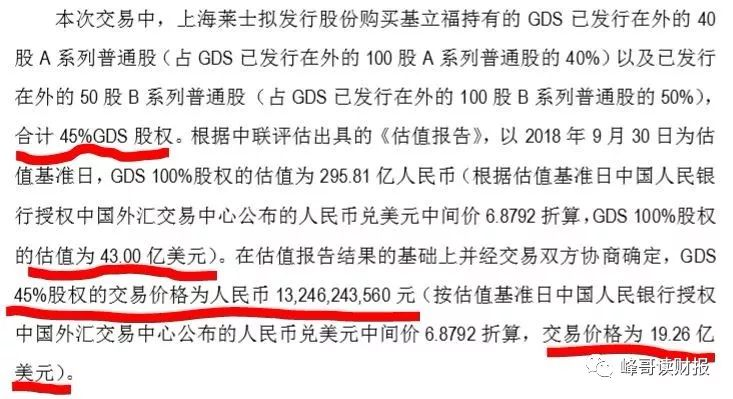 本次交易中，上海莱士拟发行股份购买基立福持有的 GDS 已发行在外的 40
股 A 系列普通股（占 GDS 已发行在外的 100 股 A 系列普通股的 40%）以及已发行
在外的 50 股 B 系列普通股（占 GDS 已发行在外的 100 股 B 系列普通股的 50%），
合计 45%GDS 股权。根据中联评估出具的《估值报告》，以 2018 年 9 月 30 日为估
值基准日，GDS 100%股权的估值为 295.81 亿人民币（根据估值基准日中国人民银
行授权中国外汇交易中心公布的人民币兑美元中间价 6.8792 折算，GDS 100%股权
的估值为 43.00 亿美元）。在估值报告结果的基础上并经交易双方协商确定，GDS
45%股权的交易价格为人民币 13,246,243,560 元（按估值基准日中国人民银行授权
中国外汇交易中心公布的人民币兑美元中间价 6.8792 折算，交易价格为 19.26 亿
美元）。
峰哥读财报